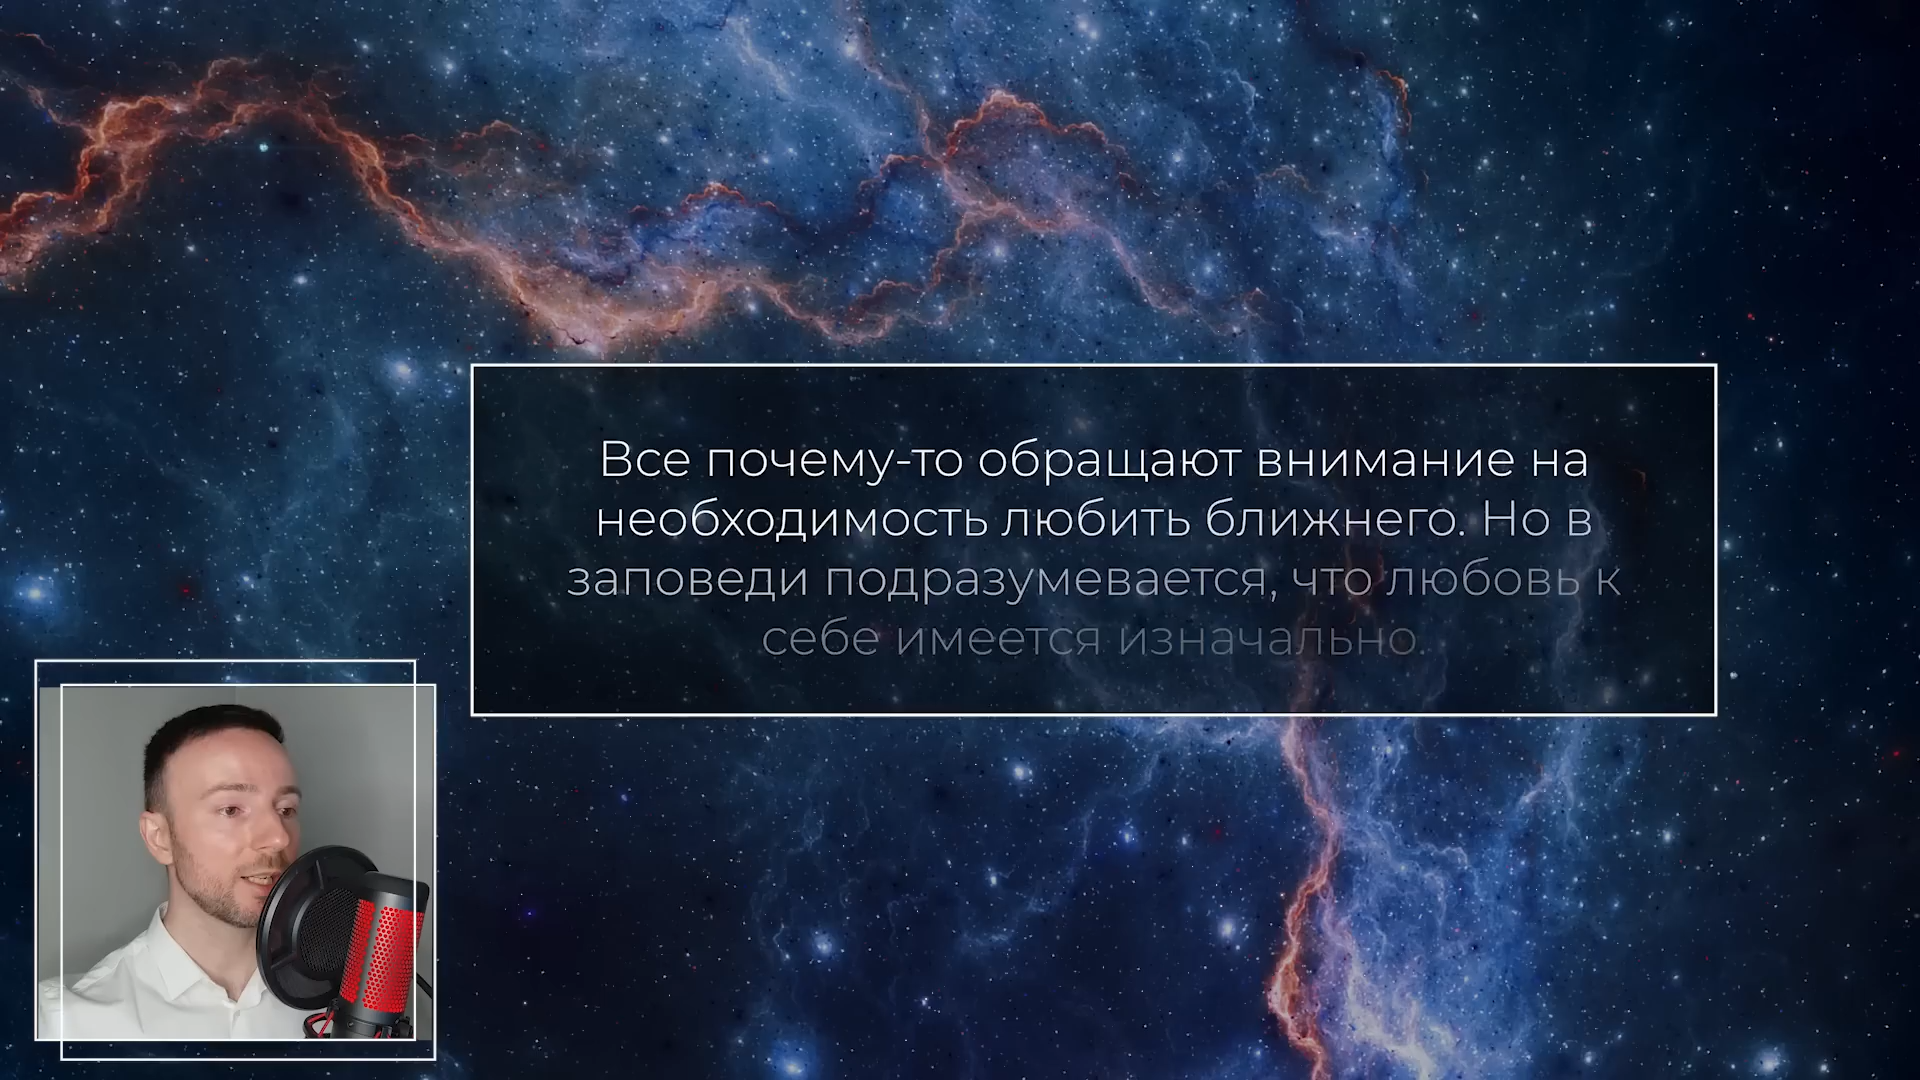 Все почему-то обращают внимание на
необходимость любить ближнего. Но в
заповеди подразумевается, что любовь к
себе имеется изначально.